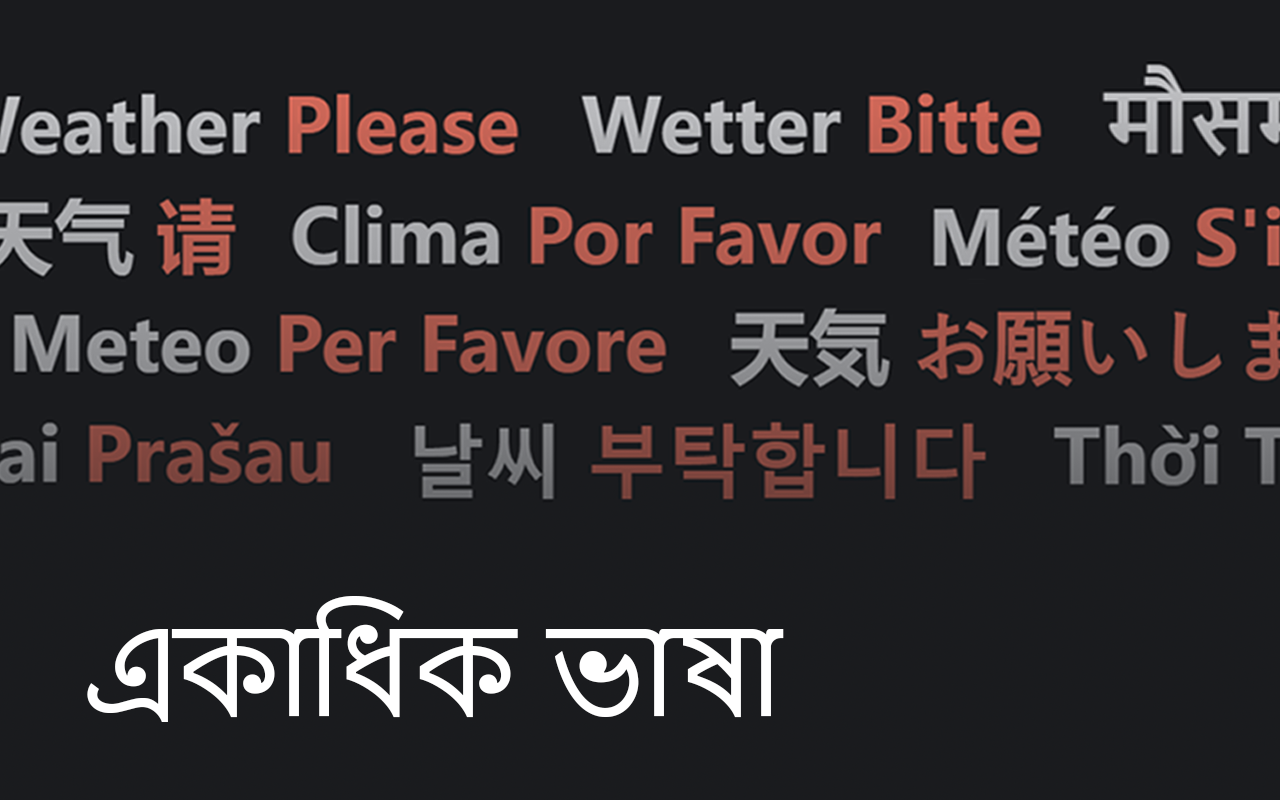 Weather Please Wetter Bitte मौसम
天气 请 Clima Por Favor Météo S'i
Meteo Per Favore 天気 お願いしま
ai Prašau 날씨 부탁합니다 Thời T
একাধিক ভাষা